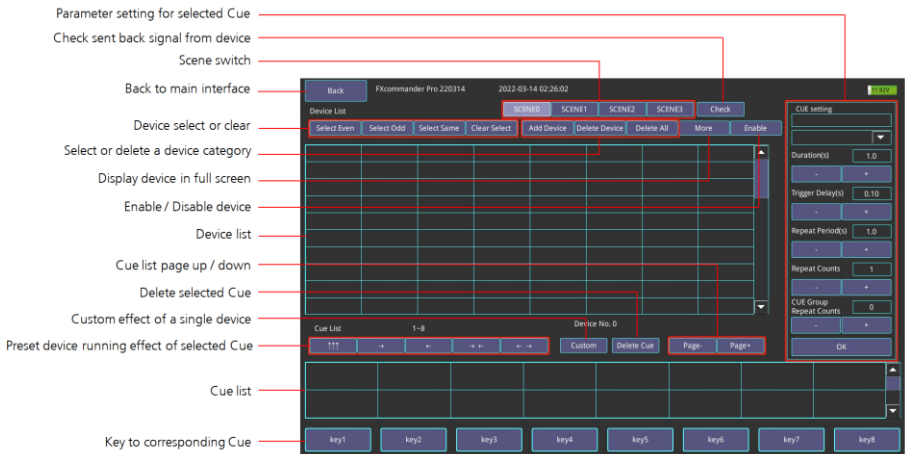 Parameter setting for selected Cue
Check sent back signal from device
Scene switch
Back to main interface
Device select or clear
Select or delete a device category
Display device in full screen
Enable / Disable device
Device list
Cue list page up / down
Delete selected Cue
Custom effect of a single device
Preset device running effect of selected Cue
Cue list
Key to corresponding Cue
Back FXcommander Pro 220314 2022-03-14 02:26:02 11.92V
Device List SCENE0 SCENE1 SCENE2 SCENE3 Check
Select Even Select Odd Select Same Clear Select Add Device Delete Device Delete All More Enable
CUE setting
Duration(s) 1.0
- +
Trigger Delay(s) 0.10
- +
Repeat Period(s) 1.0
- +
Repeat Counts 1
- +
CUE Group
Repeat Counts 0
- +
OK
Device No. 0
Cue List 1~8
↑↑↑ → ← → ← ← → Custom Delete Cue Page- Page+
key1 key2 key3 key4 key5 key6 key7 key8